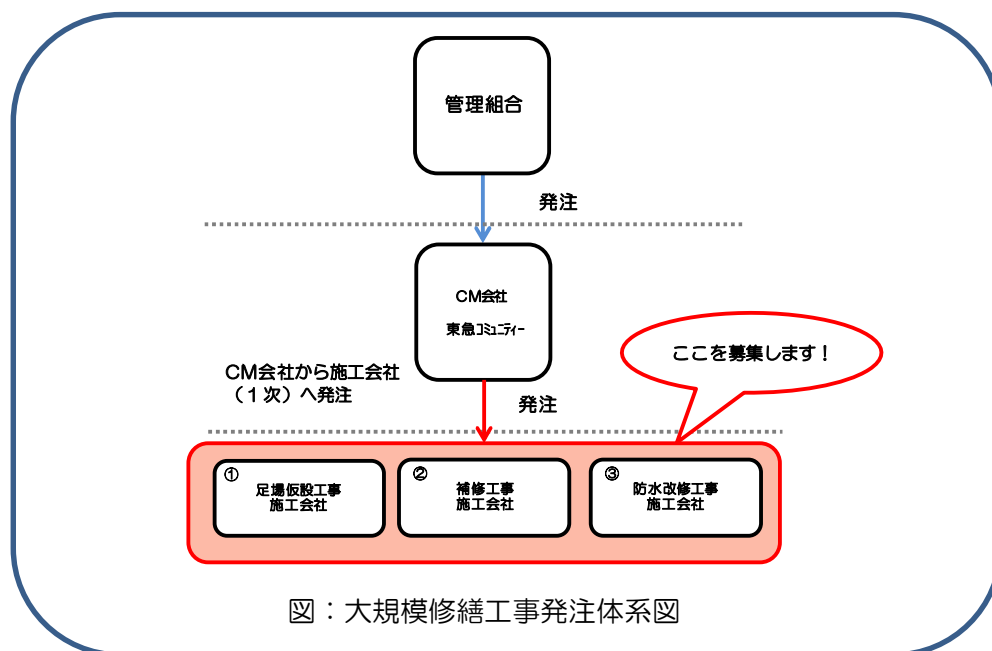 管理組合
発注
CM会社
東急コミュニティー
ここを募集します！
CM会社から施工会社
（１次）へ発注
発注
①
足場仮設工事
施工会社
②
補修工事
施工会社
③
防水改修工事
施工会社
図：大規模修繕工事発注体系図